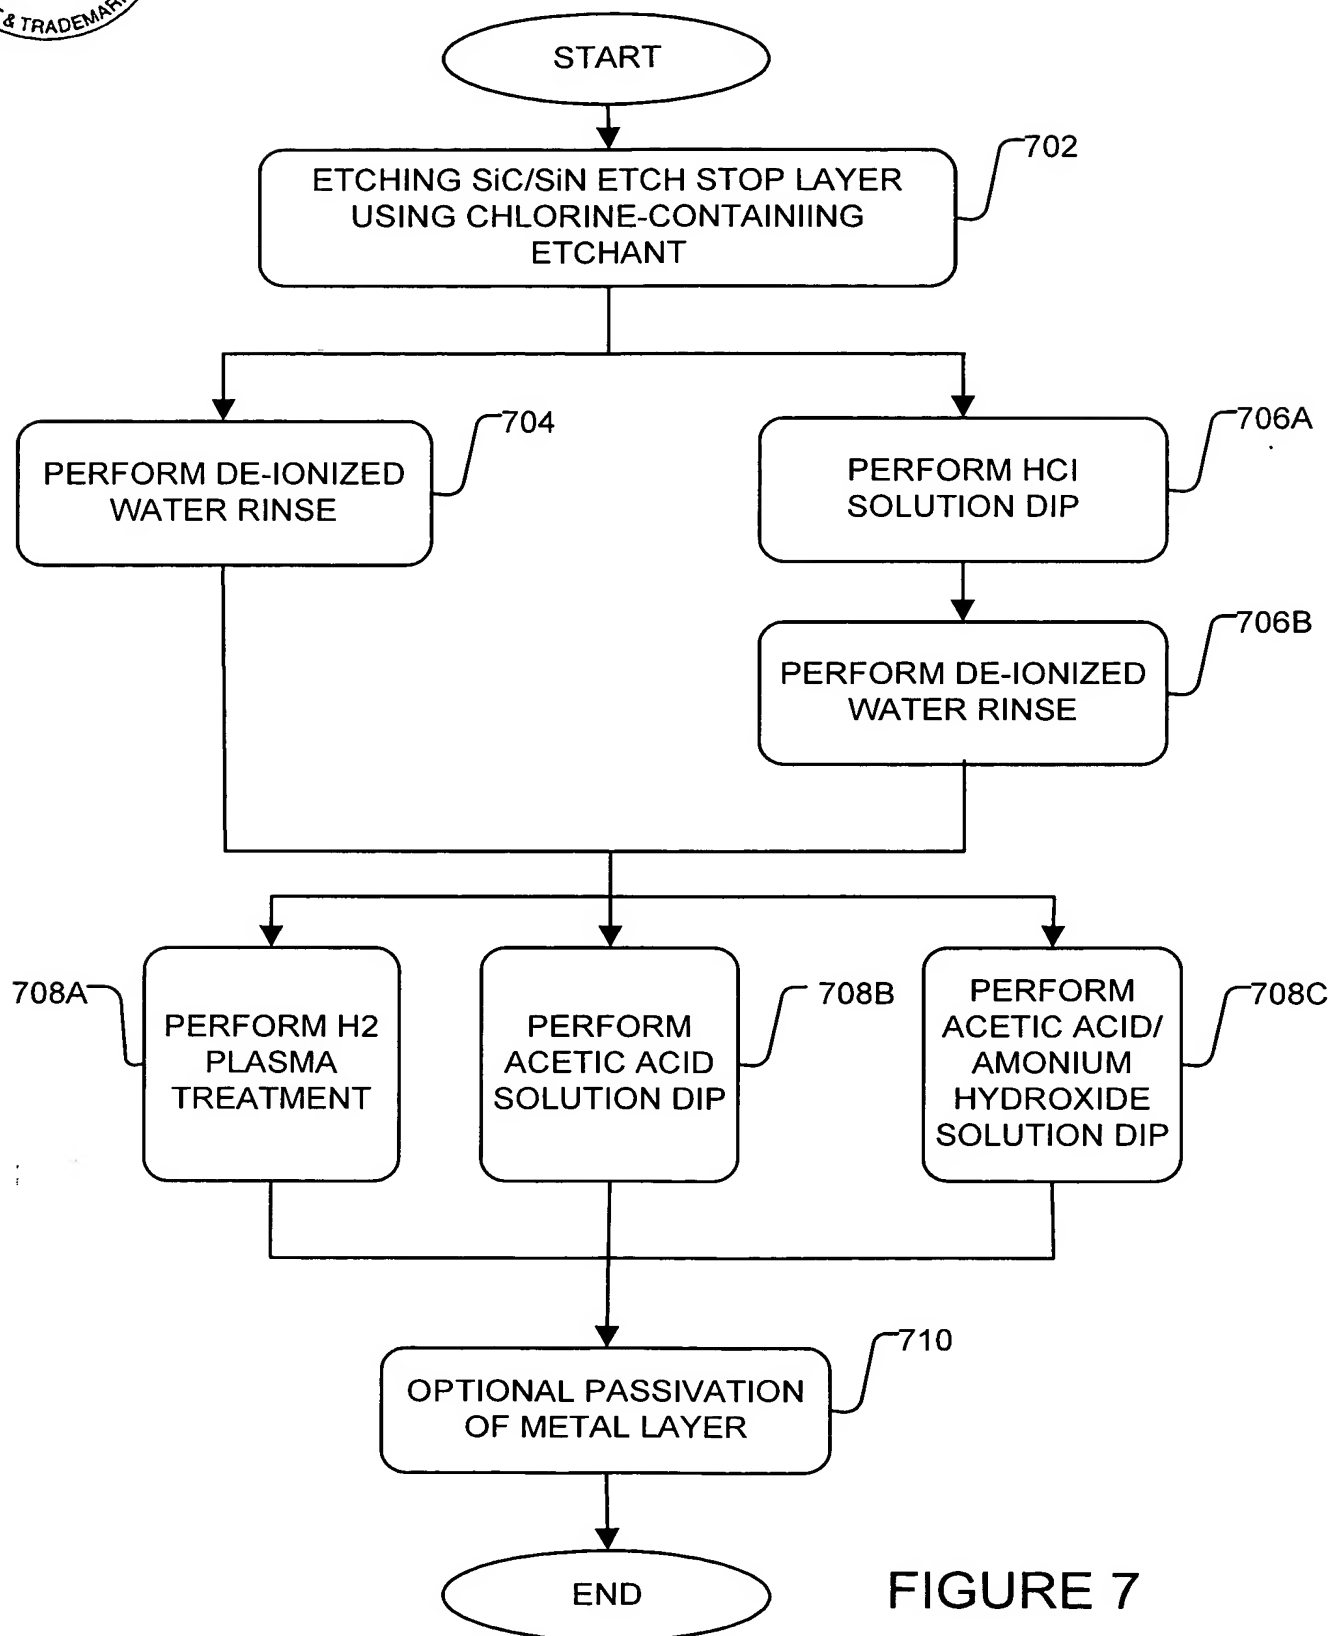 & TRADEMAR
START
ETCHING SiC/SiN ETCH STOP LAYER
USING CHLORINE-CONTAINIING
ETCHANT
702
PERFORM DE-IONIZED
WATER RINSE
704
PERFORM HCl
SOLUTION DIP
706A
PERFORM DE-IONIZED
WATER RINSE
706B
708A
PERFORM H2
PLASMA
TREATMENT
PERFORM
ACETIC ACID
SOLUTION DIP
708B
PERFORM
ACETIC ACID/
AMONIUM
HYDROXIDE
SOLUTION DIP
708C
OPTIONAL PASSIVATION
OF METAL LAYER
710
END
FIGURE 7